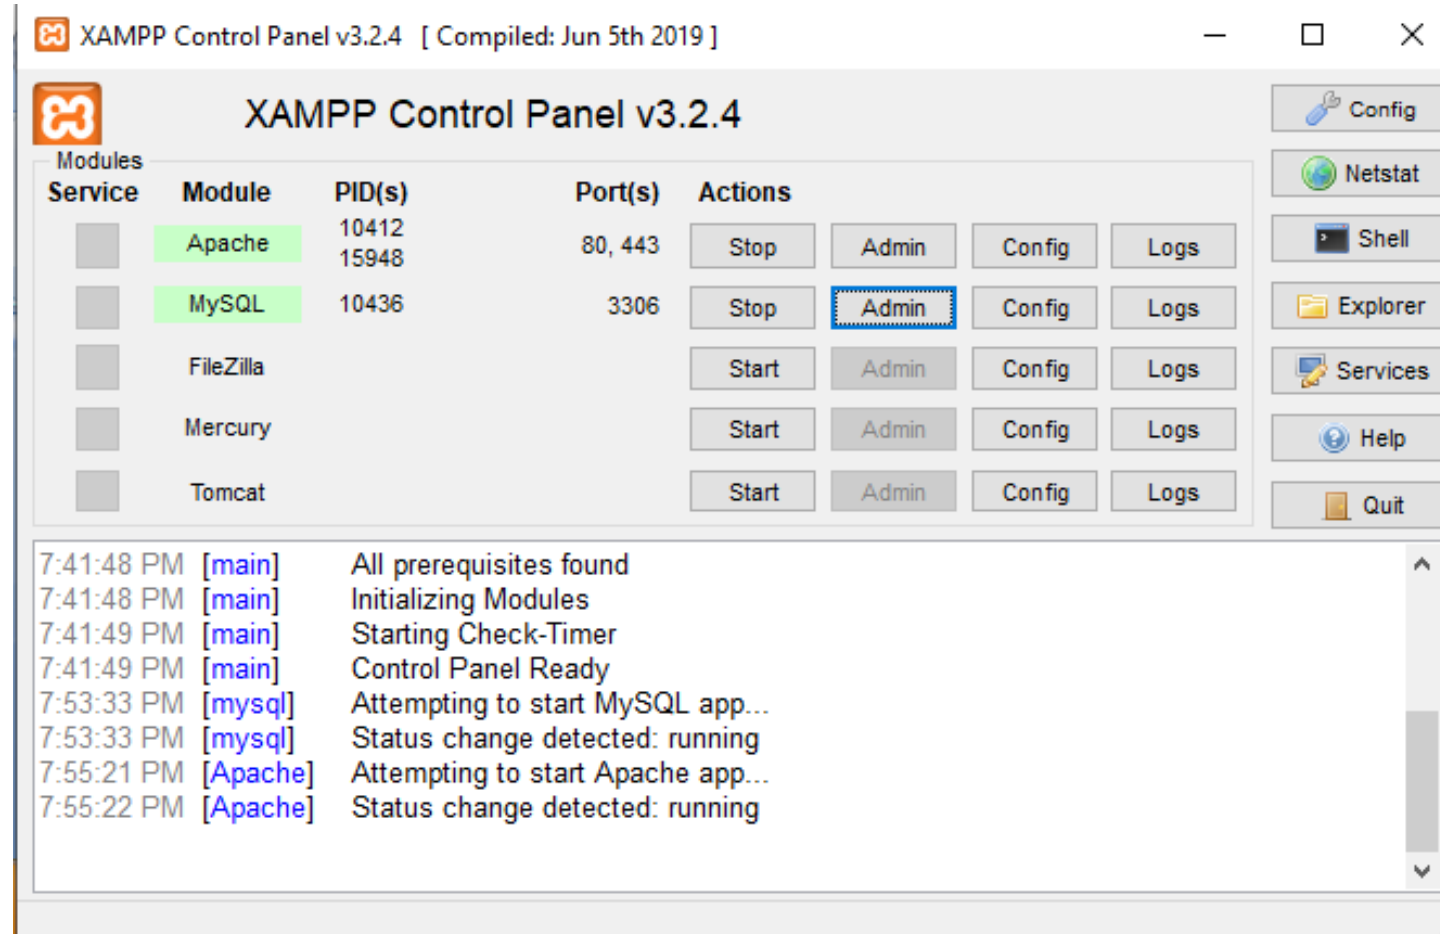 XAMPP Control Panel v3.2.4 [ Compiled: Jun 5th 2019 ]
XAMPP Control Panel v3.2.4
Config
Modules
Netstat
Service Module PID(s) Port(s) Actions
Apache 10412 15948 80, 443 Stop Admin Config Logs
Shell
MySQL 10436 3306 Stop Admin Config Logs
Explorer
FileZilla Start Admin Config Logs
Services
Mercury Start Admin Config Logs
Help
Tomcat Start Admin Config Logs
Quit
7:41:48 PM [main] All prerequisites found
7:41:48 PM [main] Initializing Modules
7:41:49 PM [main] Starting Check-Timer
7:41:49 PM [main] Control Panel Ready
7:53:33 PM [mysql] Attempting to start MySQL app...
7:53:33 PM [mysql] Status change detected: running
7:55:21 PM [Apache] Attempting to start Apache app...
7:55:22 PM [Apache] Status change detected: running